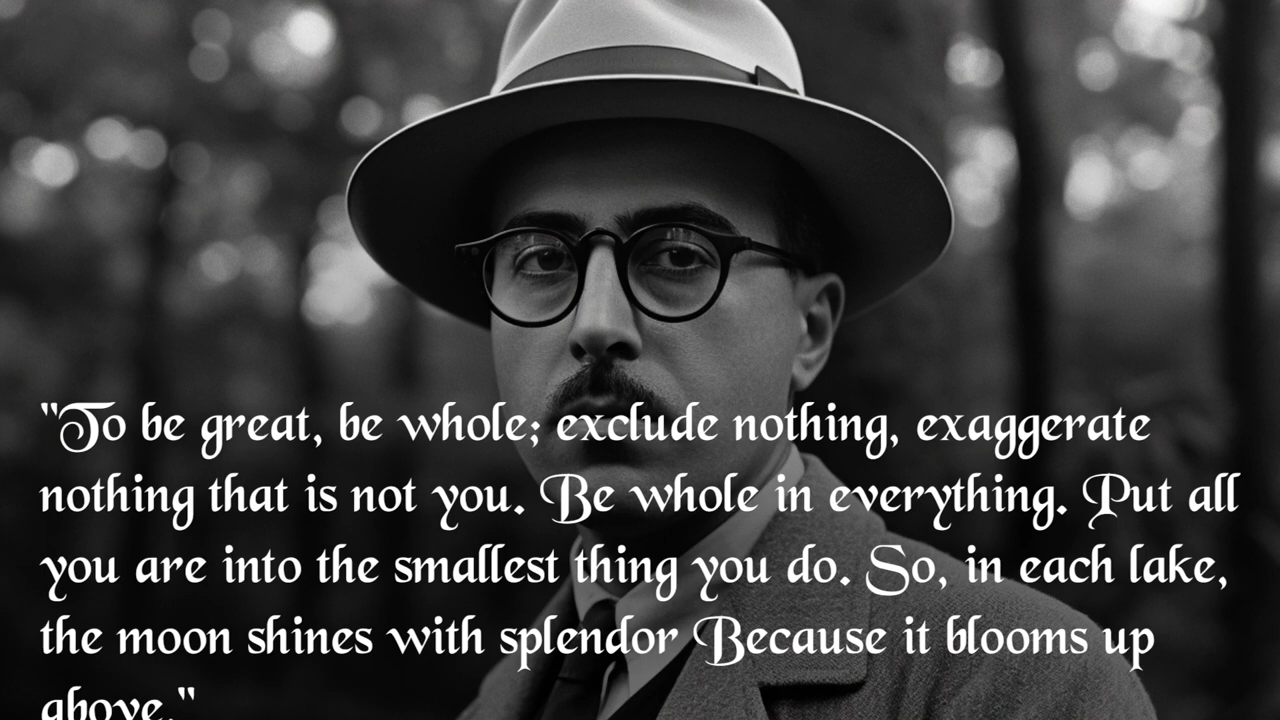 "To be great, be whole; exclude nothing, exaggerate
nothing that is not you. Be whole in everything. Put all
you are into the smallest thing you do. So, in each lake,
the moon shines with splendor Because it blooms up
above."